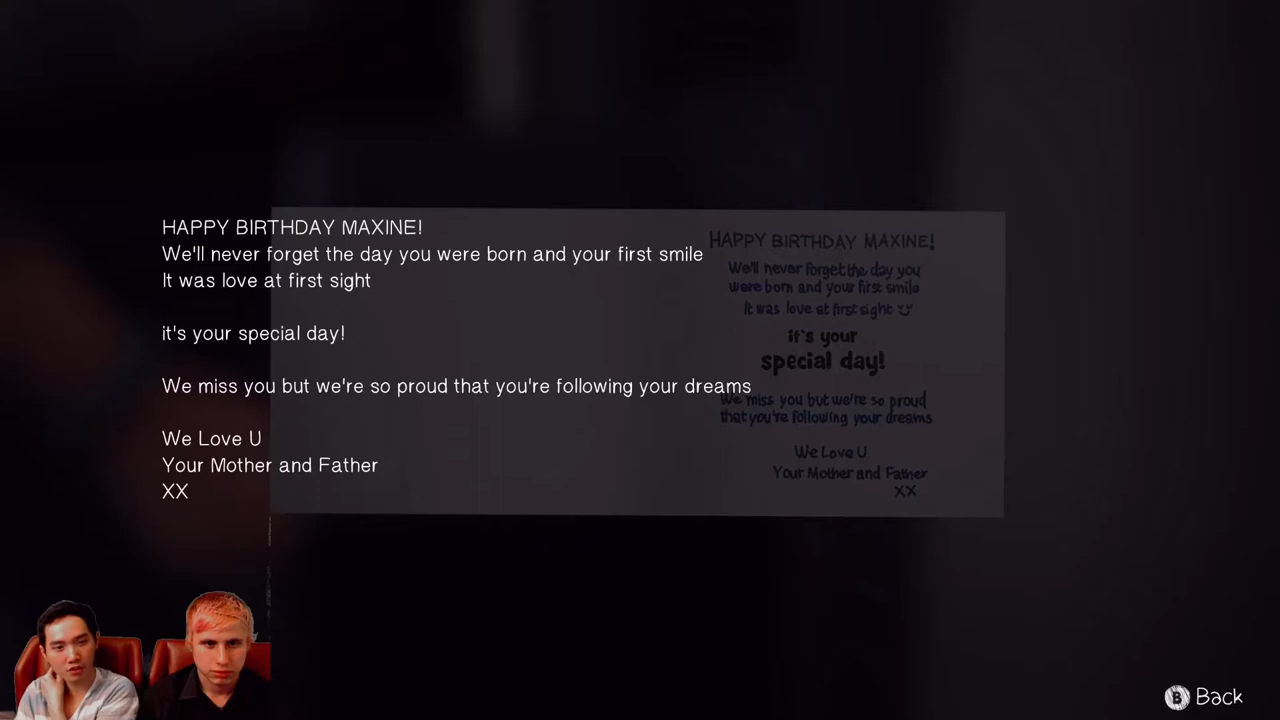 HAPPY BIRTHDAY MAXINE!
We'll never forget the day you were born and your first smile
It was love at first sight
it's your special day!
We miss you but we're so proud that you're following your dreams
We Love U
Your Mother and Father
XX
HAPPY BIRTHDAY MAXINE!
We'll never forget the day you
were born and your first smile
It was love at first sight
it's your
special day!
We miss you but we're so proud
that you're following your dreams
We Love U
Your Mother and Father
XX
B Back